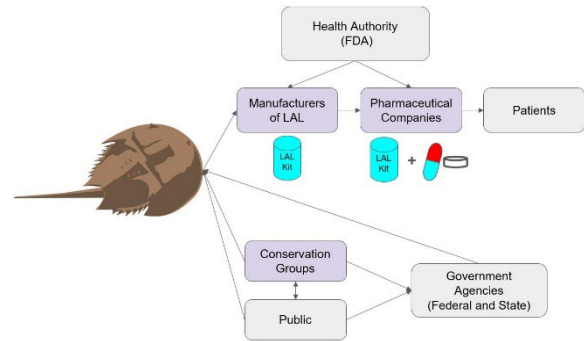 Health Authority
(FDA)
Manufacturers
of LAL
Pharmaceutical
Companies
Patients
LAL
Kit
LAL
Kit
+
Conservation
Groups
Government
Agencies
(Federal and State)
Public